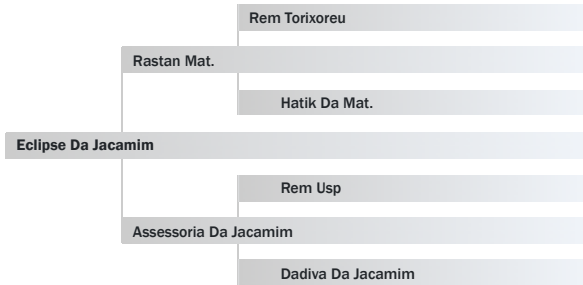 Rem Torixoreu
Rastan Mat.
Hatik Da Mat.
Eclipse Da Jacamim
Rem Usp
Assessoria Da Jacamim
Dadiva Da Jacamim